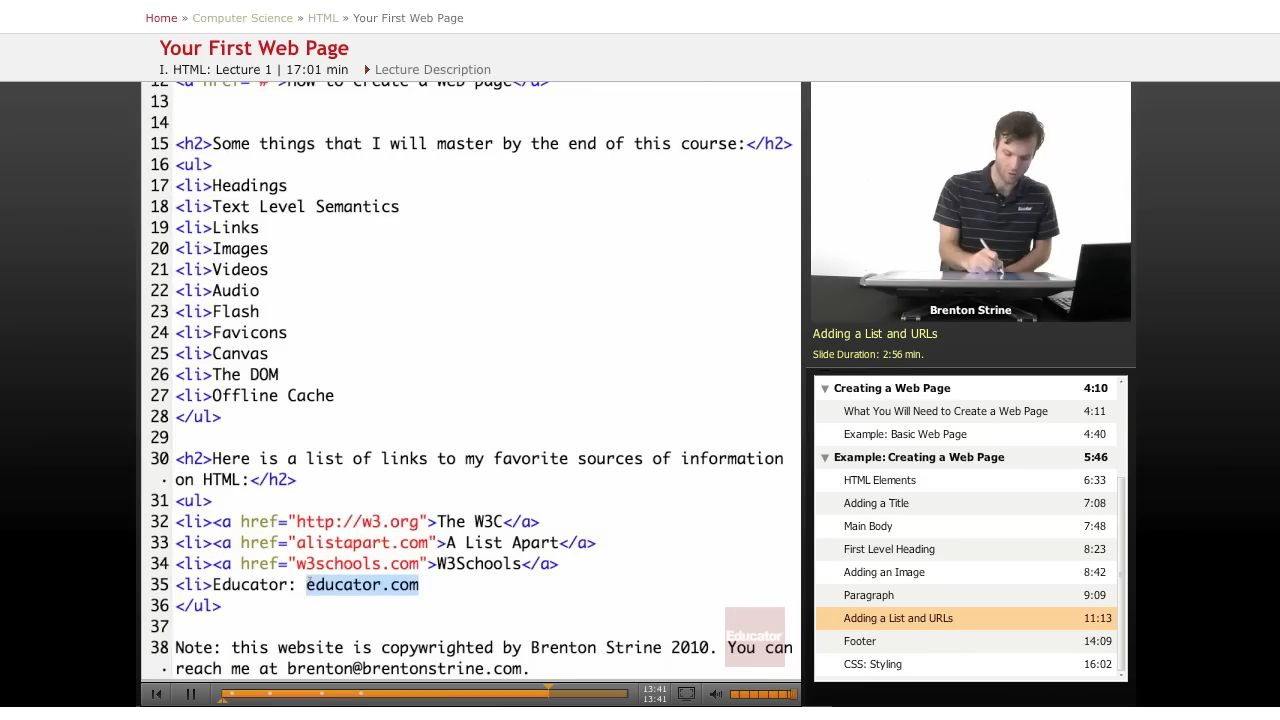 Home » Computer Science » HTML » Your First Web Page
Your First Web Page
I. HTML: Lecture 1 | 17:01 min Lecture Description
12 <a href="#">How to create a web page</a>
13
14
15 <h2>Some things that I will master by the end of this course:</h2>
16 <ul>
17 <li>Headings
18 <li>Text Level Semantics
19 <li>Links
20 <li>Images
21 <li>Videos
22 <li>Audio
23 <li>Flash
24 <li>Favicons
25 <li>Canvas
26 <li>The DOM
27 <li>Offline Cache
28 </ul>
29
30 <h2>Here is a list of links to my favorite sources of information
· on HTML:</h2>
31 <ul>
32 <li><a href="http://w3.org">The W3C</a>
33 <li><a href="alistapart.com">A List Apart</a>
34 <li><a href="w3schools.com">W3Schools</a>
35 <li>Educator: educator.com
36 </ul>
37
38 Note: this website is copywrighted by Brenton Strine 2010. You can
· reach me at brenton@brentonstrine.com.
Educator
13:41
13:41
Brenton Strine
Adding a List and URLs
Slide Duration: 2:56 min.
Creating a Web Page 4:10
What You Will Need to Create a Web Page 4:11
Example: Basic Web Page 4:40
Example: Creating a Web Page 5:46
HTML Elements 6:33
Adding a Title 7:08
Main Body 7:48
First Level Heading 8:23
Adding an Image 8:42
Paragraph 9:09
Adding a List and URLs 11:13
Footer 14:09
CSS: Styling 16:02